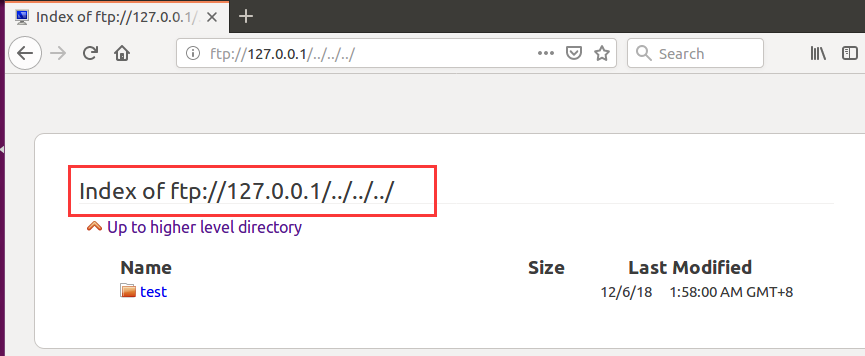 Index of ftp://127.0.0.1/
ftp://127.0.0.1/../../../
Search
Index of ftp://127.0.0.1/../../../
Up to higher level directory
Name Size Last Modified
test 12/6/18 1:58:00 AM GMT+8